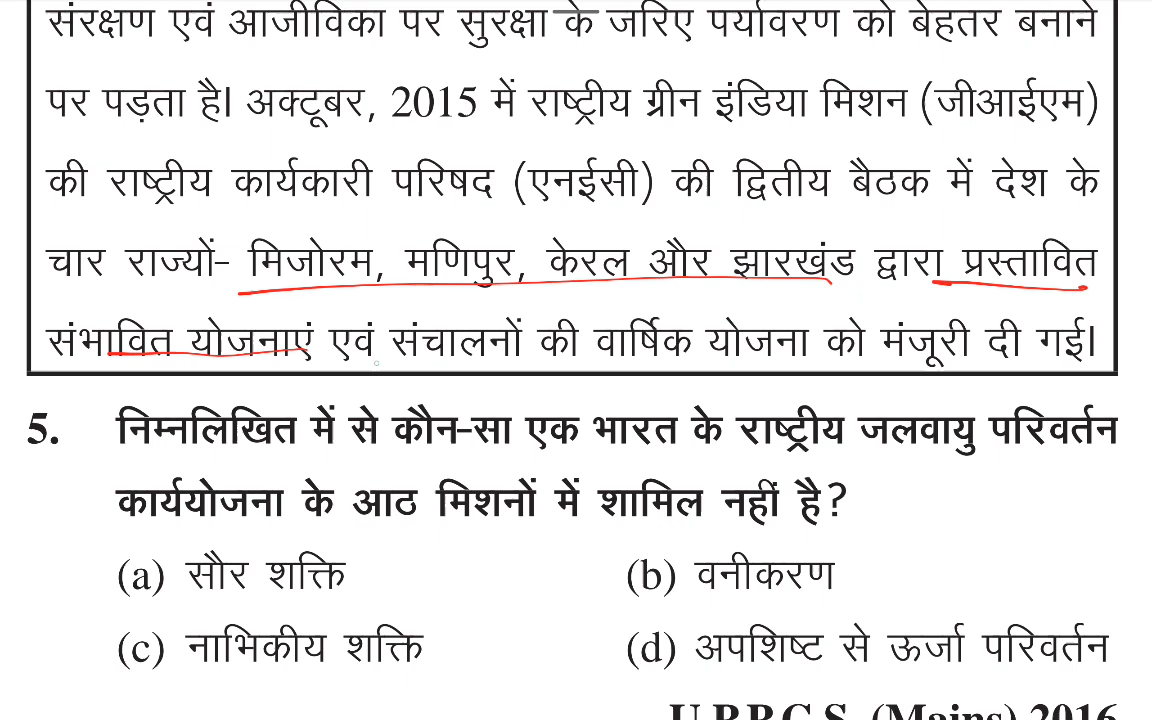 संरक्षण एवं आजीविका पर सुरक्षा के जरिए पर्यावरण को बेहतर बनाने
पर पड़ता है। अक्टूबर, 2015 में राष्ट्रीय ग्रीन इंडिया मिशन (जीआईएम)
की राष्ट्रीय कार्यकारी परिषद (एनईसी) की द्वितीय बैठक में देश के
चार राज्यों- मिजोरम, मणिपुर, केरल और झारखंड द्वारा प्रस्तावित
संभावित योजनाएं एवं संचालनों की वार्षिक योजना को मंजूरी दी गई।
5. निम्नलिखित में से कौन-सा एक भारत के राष्ट्रीय जलवायु परिवर्तन
कार्ययोजना के आठ मिशनों में शामिल नहीं है?
(a) सौर शक्ति (b) वनीकरण
(c) नाभिकीय शक्ति (d) अपशिष्ट से ऊर्जा परिवर्तन
U.P.P.C.S. (Mains) 2016